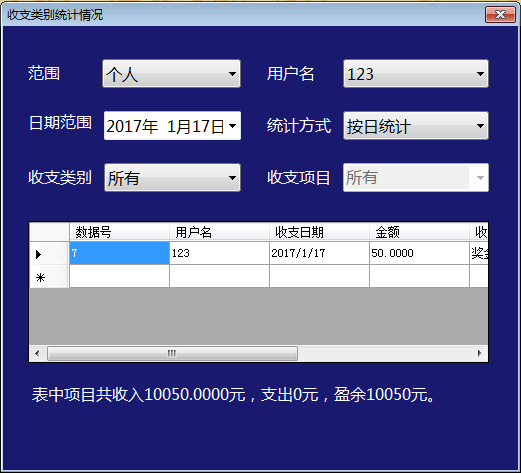 收支类别统计情况
范围 个人 用户名 123
日期范围 2017年 1月17日 统计方式 按日统计
收支类别 所有 收支项目 所有
数据号 用户名 收支日期 金额 收
7 123 2017/1/17 50.0000 奖金
表中项目共收入10050.0000元，支出0元，盈余10050元。